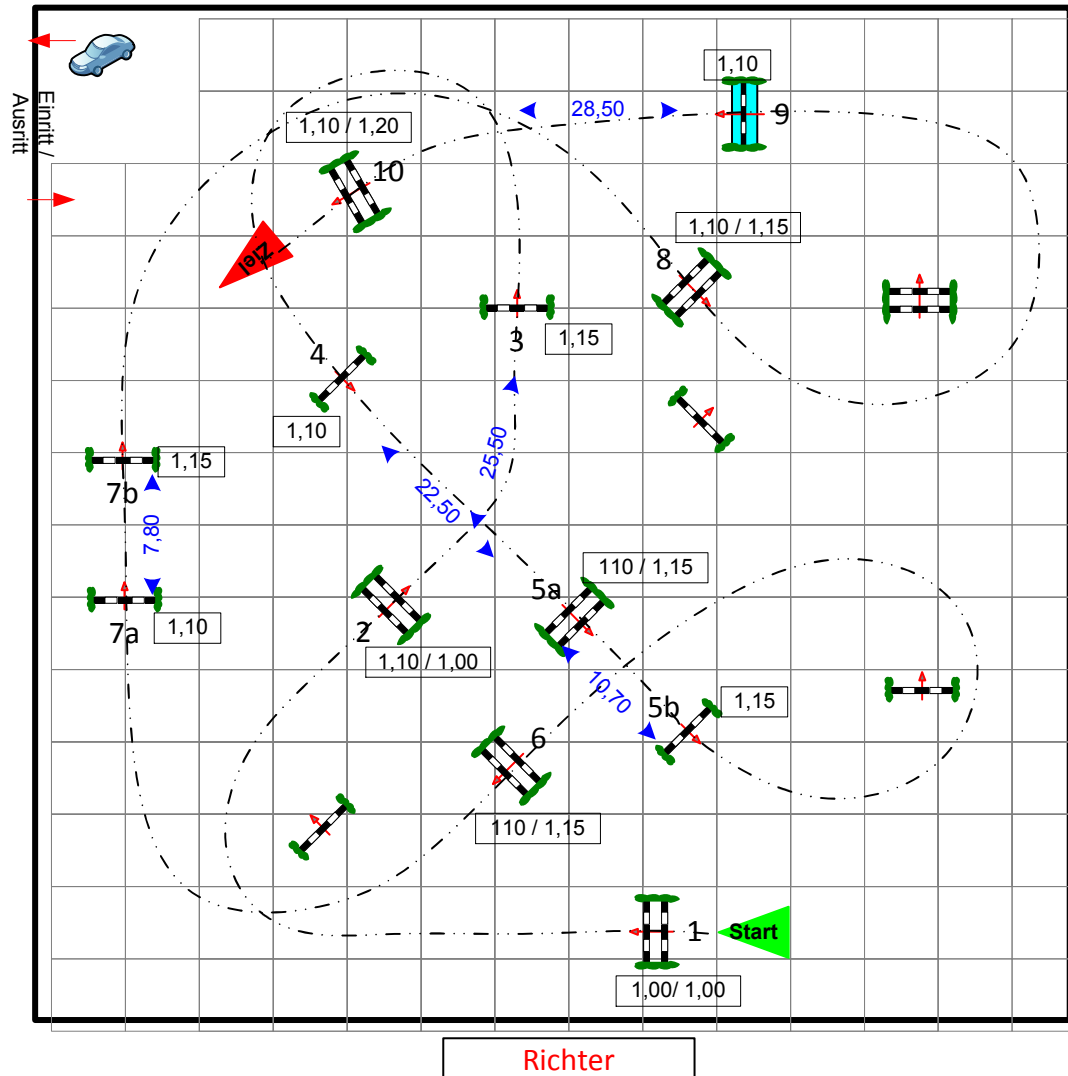 1,10
Einritt /
Ausritt
28,50
9
1,10 / 1,20
10
1,10 / 1,15
8
Ziel
3
1,15
4
1,10
25,50
22,50
1,15
7b
7,80
7a
1,10
110 / 1,15
5a
2
1,10 / 1,00
10,70
5b
1,15
6
110 / 1,15
1
Start
1,00/ 1,00
Richter